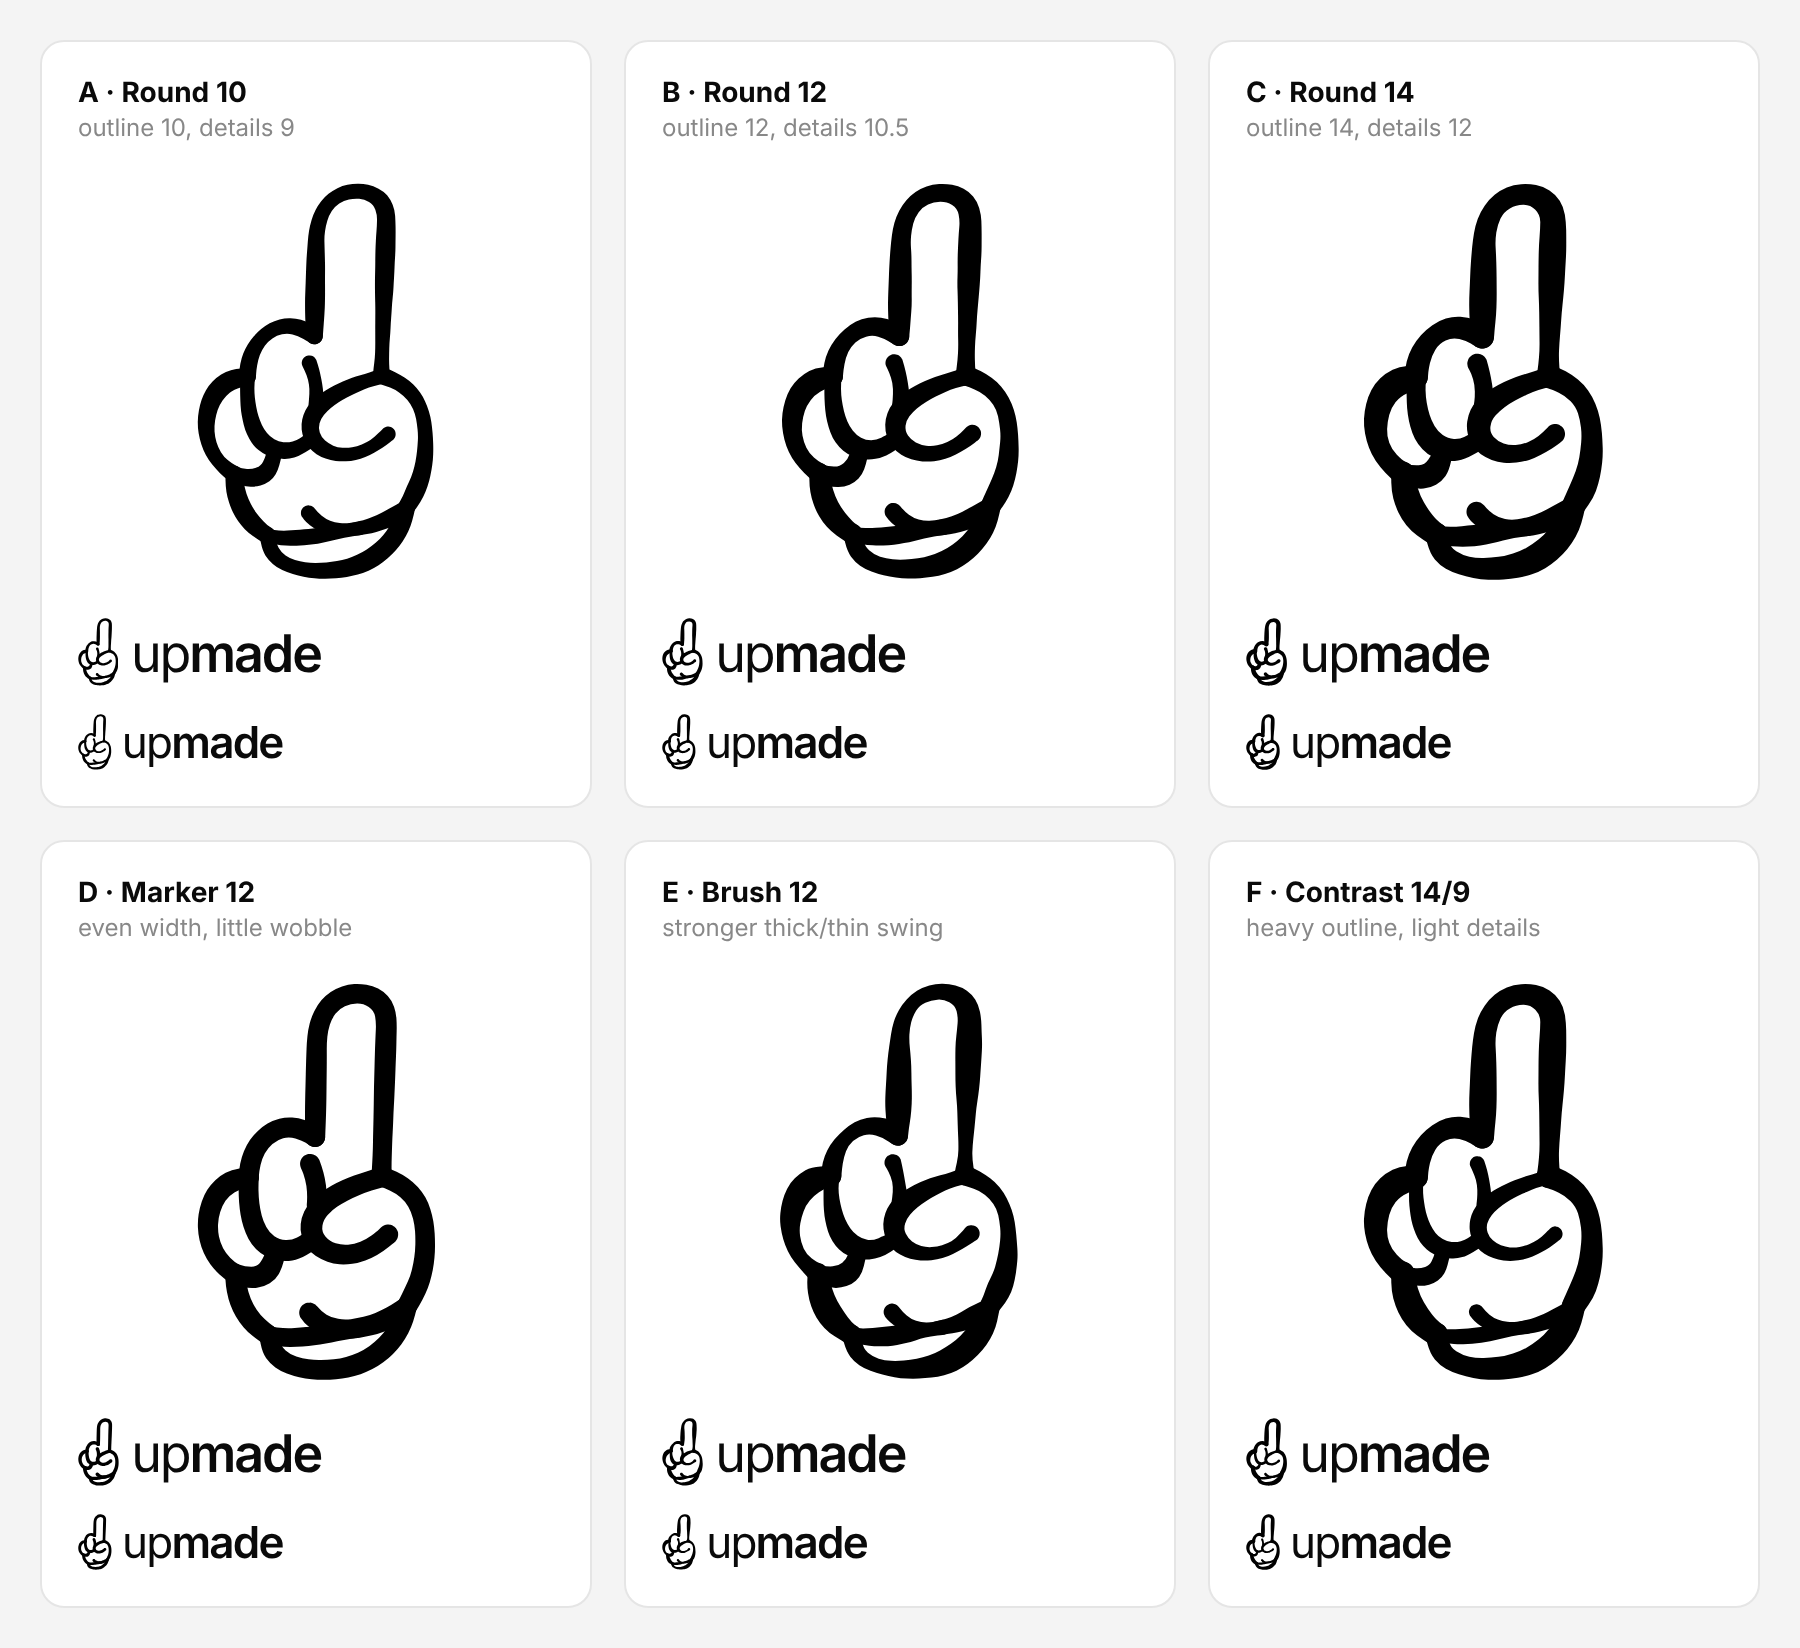 A · Round 10
outline 10, details 9
upmade
upmade
B · Round 12
outline 12, details 10.5
upmade
upmade
C · Round 14
outline 14, details 12
upmade
upmade
D · Marker 12
even width, little wobble
upmade
upmade
E · Brush 12
stronger thick/thin swing
upmade
upmade
F · Contrast 14/9
heavy outline, light details
upmade
upmade